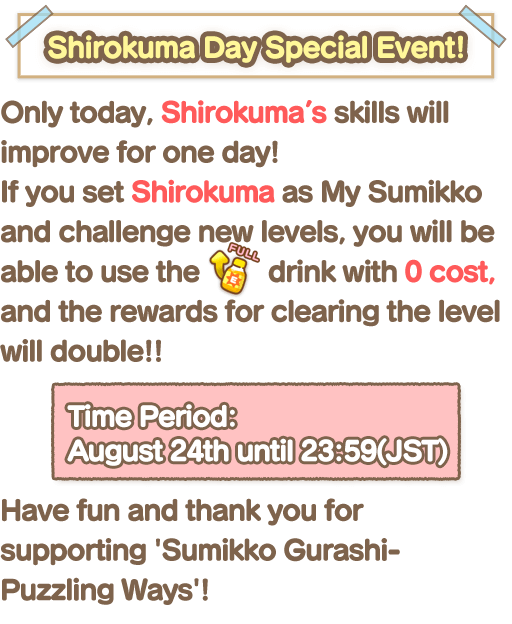 Shirokuma Day Special Event!
Only today, Shirokuma's skills will
improve for one day!
If you set Shirokuma as My Sumikko
and challenge new levels, you will be
FULL
able to use the drink with 0 cost,
and the rewards for clearing the level
will double!!
Time Period:
August 24th until 23:59(JST)
Have fun and thank you for
supporting 'Sumikko Gurashi-
Puzzling Ways'!